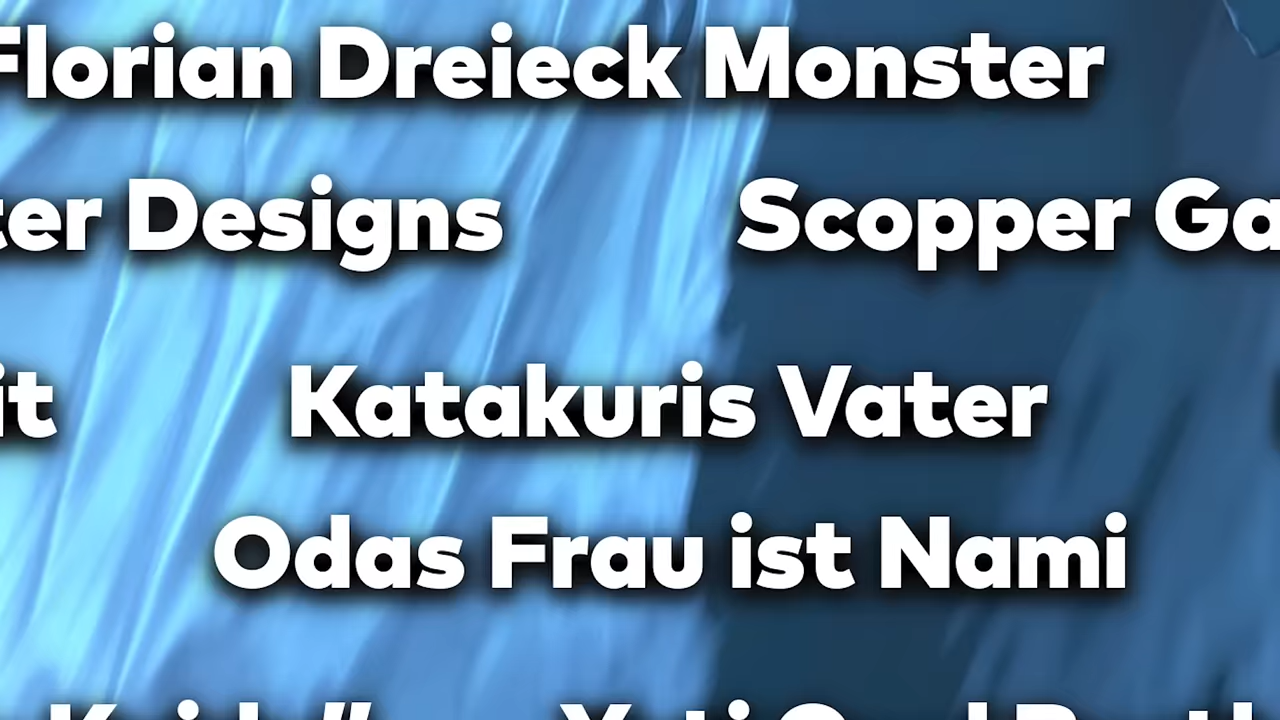 Florian Dreieck Monster
Designs Scopper
Katakuris Vater
Odas Frau ist Nami